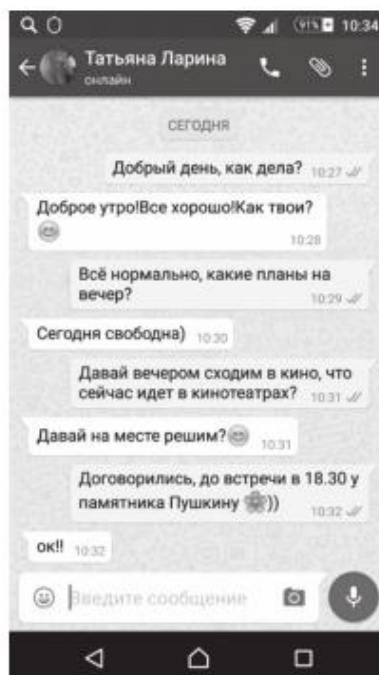 91% 10:34
Татьяна Ларина
онлайн
СЕГОДНЯ
Добрый день, как дела? 10:27
Доброе утро!Все хорошо!Как твои?
10:28
Всё нормально, какие планы на
вечер?
10:29
Сегодня свободна) 10:30
Давай вечером сходим в кино, что
сейчас идет в кинотеатрах? 10:31
Давай на месте решим? 10:31
Договорились, до встречи в 18.30 у
памятника Пушкину )) 10:32
ок!! 10:32
Введите сообщение